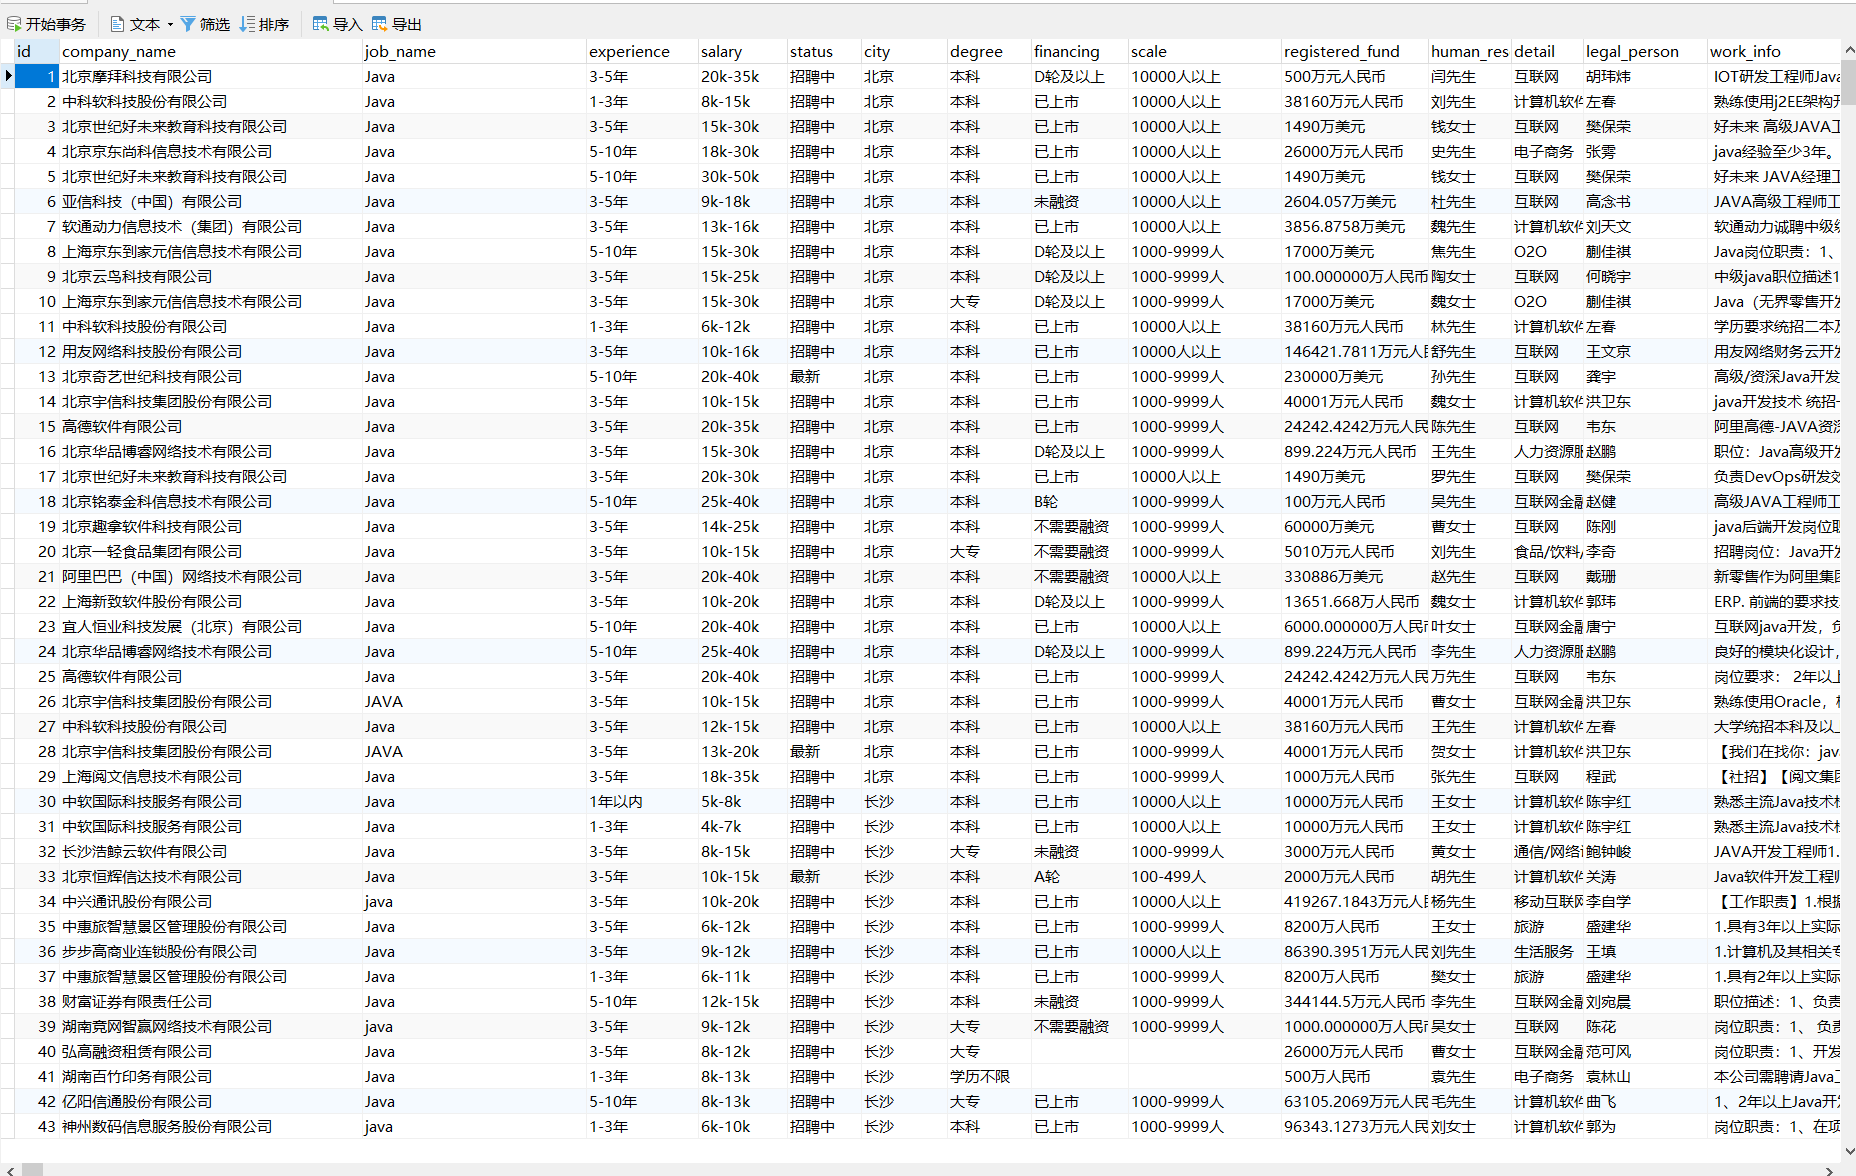 开始事务 文本 筛选 排序 导入 导出
id company_name job_name experience salary status city degree financing scale registered_fund human_res detail legal_person work_info
1 北京摩拜科技有限公司 Java 3-5年 20k-35k 招聘中 北京 本科 D轮及以上 10000人以上 500万元人民币 闫先生 互联网 胡玮炜 IOT研发工程师Java
2 中科软科技股份有限公司 Java 1-3年 8k-15k 招聘中 北京 本科 已上市 10000人以上 38160万元人民币 刘先生 计算机软件 左春 熟练使用j2EE架构开
3 北京世纪好未来教育科技有限公司 Java 3-5年 15k-30k 招聘中 北京 本科 已上市 10000人以上 1490万美元 钱女士 互联网 樊保荣 好未来 高级JAVA工
4 北京京东尚科信息技术有限公司 Java 5-10年 18k-30k 招聘中 北京 本科 已上市 10000人以上 26000万元人民币 史先生 电子商务 张雱 java经验至少3年。
5 北京世纪好未来教育科技有限公司 Java 5-10年 30k-50k 招聘中 北京 本科 已上市 10000人以上 1490万美元 钱女士 互联网 樊保荣 好未来 JAVA经理工
6 亚信科技（中国）有限公司 Java 3-5年 9k-18k 招聘中 北京 本科 未融资 10000人以上 2604.057万美元 杜先生 互联网 高念书 JAVA高级工程师工
7 软通动力信息技术（集团）有限公司 Java 3-5年 13k-16k 招聘中 北京 本科 已上市 10000人以上 3856.8758万美元 魏先生 计算机软件 刘天文 软通动力诚聘中级
8 上海京东到家元信信息技术有限公司 Java 5-10年 15k-30k 招聘中 北京 本科 D轮及以上 1000-9999人 17000万美元 焦先生 O2O 蒯佳祺 Java岗位职责：1、
9 北京云鸟科技有限公司 Java 3-5年 15k-25k 招聘中 北京 本科 D轮及以上 1000-9999人 100.000000万人民币 陶女士 互联网 何晓宇 中级java职位描述1
10 上海京东到家元信信息技术有限公司 Java 3-5年 15k-30k 招聘中 北京 大专 D轮及以上 1000-9999人 17000万美元 魏女士 O2O 蒯佳祺 Java（无界零售开发
11 中科软科技股份有限公司 Java 1-3年 6k-12k 招聘中 北京 本科 已上市 10000人以上 38160万元人民币 林先生 计算机软件 左春 学历要求统招二本及
12 用友网络科技股份有限公司 Java 3-5年 10k-16k 招聘中 北京 本科 已上市 10000人以上 146421.7811万元人民 舒先生 互联网 王文京 用友网络财务云开发
13 北京奇艺世纪科技有限公司 Java 5-10年 20k-40k 最新 北京 本科 已上市 1000-9999人 230000万美元 孙先生 互联网 龚宇 高级/资深Java开发
14 北京宇信科技集团股份有限公司 Java 3-5年 10k-15k 招聘中 北京 本科 已上市 1000-9999人 40001万元人民币 魏女士 计算机软件 洪卫东 java开发技术 统招一
15 高德软件有限公司 Java 3-5年 20k-35k 招聘中 北京 本科 已上市 1000-9999人 24242.4242万元人民 陈先生 互联网 韦东 阿里高德-JAVA资深
16 北京华品博睿网络技术有限公司 Java 3-5年 15k-30k 招聘中 北京 本科 D轮及以上 1000-9999人 899.224万元人民币 王先生 人力资源服 赵鹏 职位：Java高级开发
17 北京世纪好未来教育科技有限公司 Java 3-5年 20k-30k 招聘中 北京 本科 已上市 10000人以上 1490万美元 罗先生 互联网 樊保荣 负责DevOps研发效
18 北京铭泰金科信息技术有限公司 Java 5-10年 25k-40k 招聘中 北京 本科 B轮 1000-9999人 100万元人民币 吴先生 互联网金融 赵健 高级JAVA工程师工
19 北京趣拿软件科技有限公司 Java 3-5年 14k-25k 招聘中 北京 本科 不需要融资 1000-9999人 60000万美元 曹女士 互联网 陈刚 java后端开发岗位职
20 北京一轻食品集团有限公司 Java 3-5年 10k-15k 招聘中 北京 大专 不需要融资 1000-9999人 5010万元人民币 刘先生 食品/饮料/ 李奇 招聘岗位：Java开发
21 阿里巴巴（中国）网络技术有限公司 Java 3-5年 20k-40k 招聘中 北京 本科 不需要融资 10000人以上 330886万美元 赵先生 互联网 戴珊 新零售作为阿里集团
22 上海新致软件股份有限公司 Java 3-5年 10k-20k 招聘中 北京 本科 D轮及以上 1000-9999人 13651.668万人民币 魏女士 计算机软件 郭玮 ERP. 前端的要求技
23 宜人恒业科技发展（北京）有限公司 Java 5-10年 20k-40k 招聘中 北京 本科 已上市 10000人以上 6000.000000万人民币 叶女士 互联网金融 唐宁 互联网java开发，负
24 北京华品博睿网络技术有限公司 Java 5-10年 25k-40k 招聘中 北京 本科 D轮及以上 1000-9999人 899.224万元人民币 李先生 人力资源服 赵鹏 良好的模块化设计，
25 高德软件有限公司 Java 3-5年 20k-40k 招聘中 北京 本科 已上市 1000-9999人 24242.4242万元人民 万先生 互联网 韦东 岗位要求： 2年以上
26 北京宇信科技集团股份有限公司 JAVA 3-5年 10k-15k 招聘中 北京 本科 已上市 1000-9999人 40001万元人民币 曹女士 互联网金融 洪卫东 熟练使用Oracle，
27 中科软科技股份有限公司 Java 3-5年 12k-15k 招聘中 北京 本科 已上市 10000人以上 38160万元人民币 王先生 计算机软件 左春 大学统招本科及以上
28 北京宇信科技集团股份有限公司 JAVA 3-5年 13k-20k 最新 北京 本科 已上市 1000-9999人 40001万元人民币 贺女士 计算机软件 洪卫东 【我们在找你：jav
29 上海阅文信息技术有限公司 Java 3-5年 18k-35k 招聘中 北京 本科 已上市 1000-9999人 1000万元人民币 张先生 互联网 程武 【社招】【阅文集团
30 中软国际科技服务有限公司 Java 1年以内 5k-8k 招聘中 长沙 本科 已上市 10000人以上 10000万元人民币 王女士 计算机软件 陈宇红 熟悉主流Java技术
31 中软国际科技服务有限公司 Java 1-3年 4k-7k 招聘中 长沙 本科 已上市 10000人以上 10000万元人民币 王女士 计算机软件 陈宇红 熟悉主流Java技术
32 长沙浩鲸云软件有限公司 Java 3-5年 8k-15k 招聘中 长沙 大专 未融资 1000-9999人 3000万元人民币 黄女士 通信/网络 鲍钟峻 JAVA开发工程师1.
33 北京恒辉信达技术有限公司 Java 3-5年 10k-15k 最新 长沙 本科 A轮 100-499人 2000万元人民币 胡先生 计算机软件 关涛 Java软件开发工程师
34 中兴通讯股份有限公司 java 3-5年 10k-20k 招聘中 长沙 本科 已上市 10000人以上 419267.1843万元人民 杨先生 移动互联网 李自学 【工作职责】1.根据
35 中惠旅智慧景区管理股份有限公司 Java 3-5年 6k-12k 招聘中 长沙 本科 已上市 1000-9999人 8200万人民币 王女士 旅游 盛建华 1.具有3年以上实际
36 步步高商业连锁股份有限公司 Java 3-5年 9k-12k 招聘中 长沙 本科 已上市 10000人以上 86390.3951万元人民 刘先生 生活服务 王填 1.计算机及其相关专
37 中惠旅智慧景区管理股份有限公司 Java 1-3年 6k-11k 招聘中 长沙 本科 已上市 1000-9999人 8200万人民币 樊女士 旅游 盛建华 1.具有2年以上实际
38 财富证券有限责任公司 Java 5-10年 12k-15k 招聘中 长沙 本科 未融资 1000-9999人 344144.5万元人民币 李先生 互联网金融 刘宛晨 职位描述：1、负责
39 湖南竞网智赢网络技术有限公司 java 3-5年 9k-12k 招聘中 长沙 大专 不需要融资 1000-9999人 1000.000000万人民币 吴女士 互联网 陈花 岗位职责：1、 负责
40 弘高融资租赁有限公司 Java 3-5年 8k-12k 招聘中 长沙 大专 26000万元人民币 曹女士 互联网金融 范可风 岗位职责：1、开发
41 湖南百竹印务有限公司 Java 1-3年 8k-13k 招聘中 长沙 学历不限 500万人民币 袁先生 电子商务 袁林山 本公司需聘请Java工
42 亿阳信通股份有限公司 Java 5-10年 8k-13k 招聘中 长沙 大专 已上市 1000-9999人 63105.2069万元人民 毛先生 计算机软件 曲飞 1、2年以上Java开
43 神州数码信息服务股份有限公司 java 1-3年 6k-10k 招聘中 长沙 本科 已上市 1000-9999人 96343.1273万元人民 刘女士 计算机软件 郭为 岗位职责：1、在项